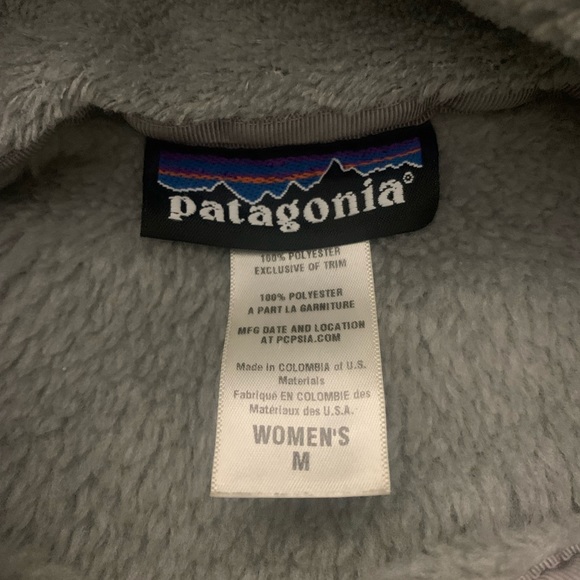 patagonia®
100% POLYESTER
EXCLUSIVE OF TRIM
100% POLYESTER
A PART LA GARNITURE
MFG DATE AND LOCATION
AT PCPSIA.COM
Made in COLOMBIA of U.S.
Materials
Fabriqué EN COLOMBIE des
Matériaux des U.S.A.
WOMEN'S
M